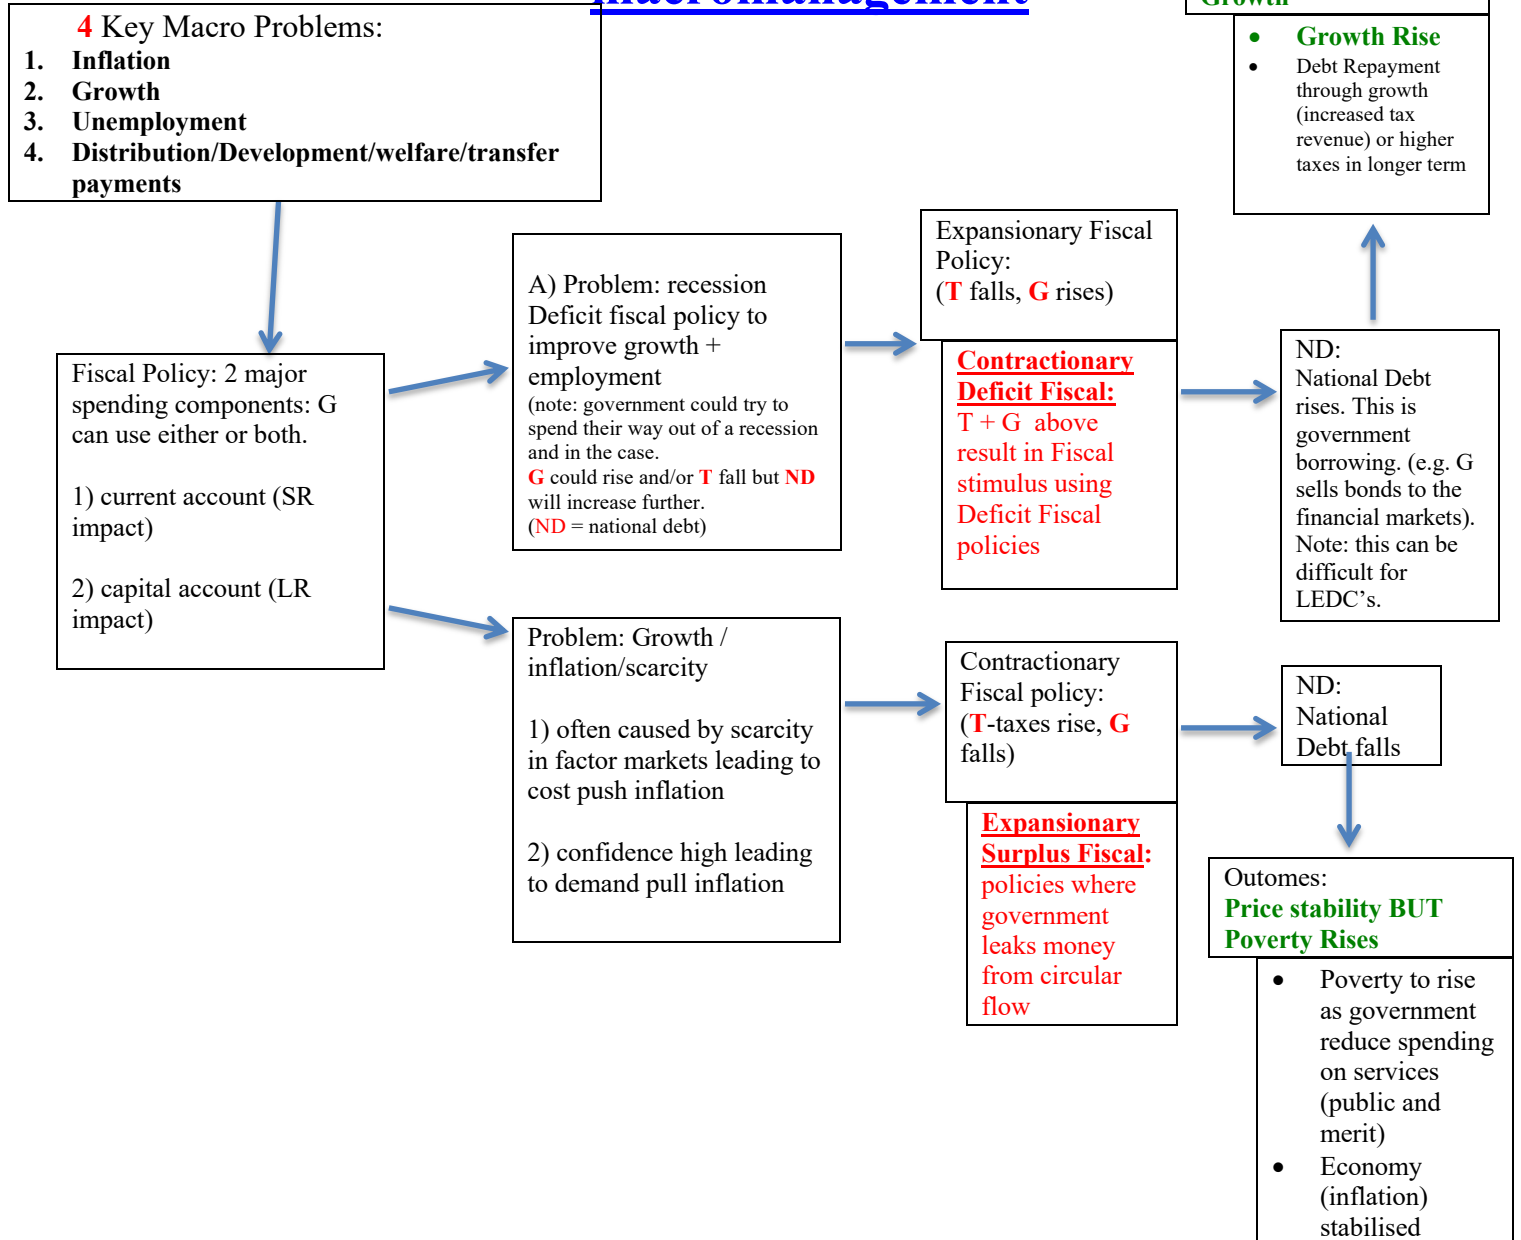 macromanagement
4 Key Macro Problems:
1. Inflation
2. Growth
3. Unemployment
4. Distribution/Development/welfare/transfer
payments
Growth
• Growth Rise
• Debt Repayment
through growth
(increased tax
revenue) or higher
taxes in longer term
Fiscal Policy: 2 major
spending components: G
can use either or both.
1) current account (SR
impact)
2) capital account (LR
impact)
A) Problem: recession
Deficit fiscal policy to
improve growth +
employment
(note: government could try to
spend their way out of a recession
and in the case.
G could rise and/or T fall but ND
will increase further.
(ND = national debt)
Expansionary Fiscal
Policy:
(T falls, G rises)
Contractionary
Deficit Fiscal:
T + G above
result in Fiscal
stimulus using
Deficit Fiscal
policies
ND:
National Debt
rises. This is
government
borrowing. (e.g. G
sells bonds to the
financial markets).
Note: this can be
difficult for
LEDC’s.
Problem: Growth /
inflation/scarcity
1) often caused by scarcity
in factor markets leading to
cost push inflation
2) confidence high leading
to demand pull inflation
Contractionary
Fiscal policy:
(T-taxes rise, G
falls)
Expansionary
Surplus Fiscal:
policies where
government
leaks money
from circular
flow
ND:
National
Debt falls
Outomes:
Price stability BUT
Poverty Rises
• Poverty to rise
as government
reduce spending
on services
(public and
merit)
• Economy
(inflation)
stabilised